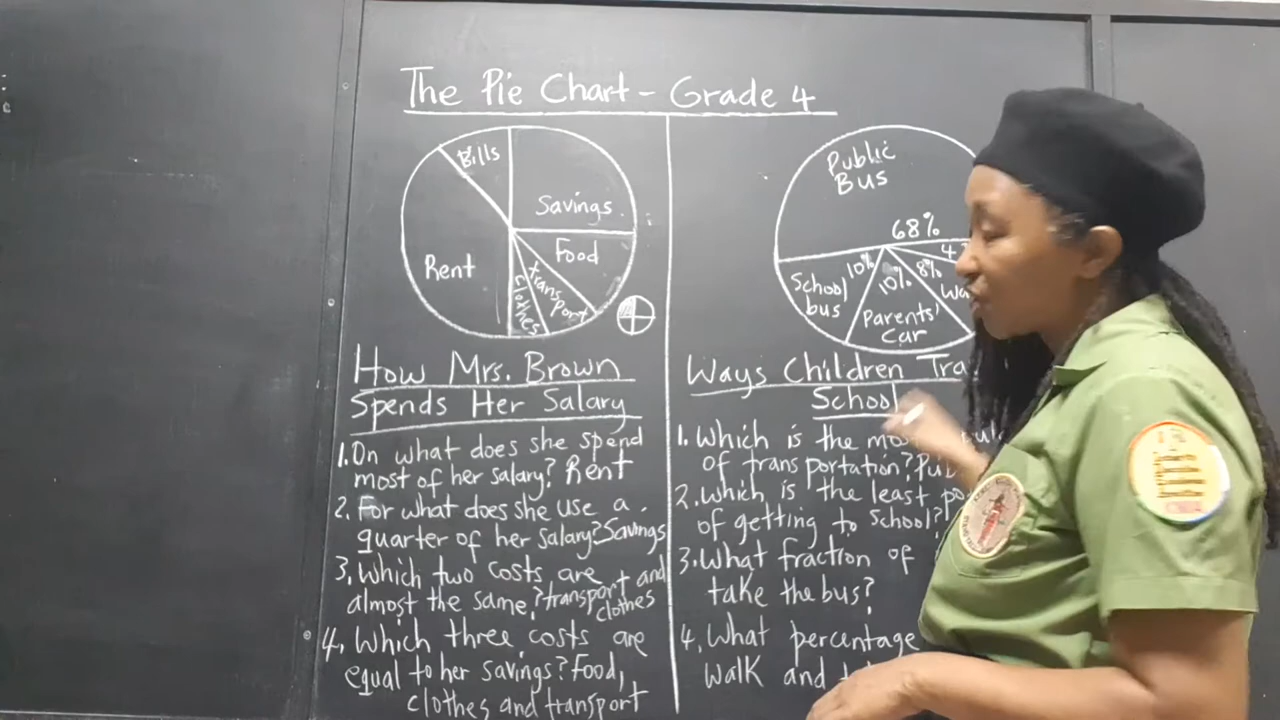 The Pie Chart - Grade 4
Bills
Savings
Food
Rent
transport
clothes
How Mrs. Brown
Spends Her Salary
1. On what does she spend
most of her salary? Rent
2. For what does she use a
quarter of her salary? Savings
3. Which two costs are
almost the same? transport and
clothes
4. Which three costs are
equal to her savings? Food,
clothes and transport
Public
Bus
68%
4
10%
10%
8%
School
bus
Parents'
Car
Ways Children
School
1. Which is the
of transportation?
2. Which is the least
of getting to School?
3. What fraction of
take the bus?
4. What percentage
walk and